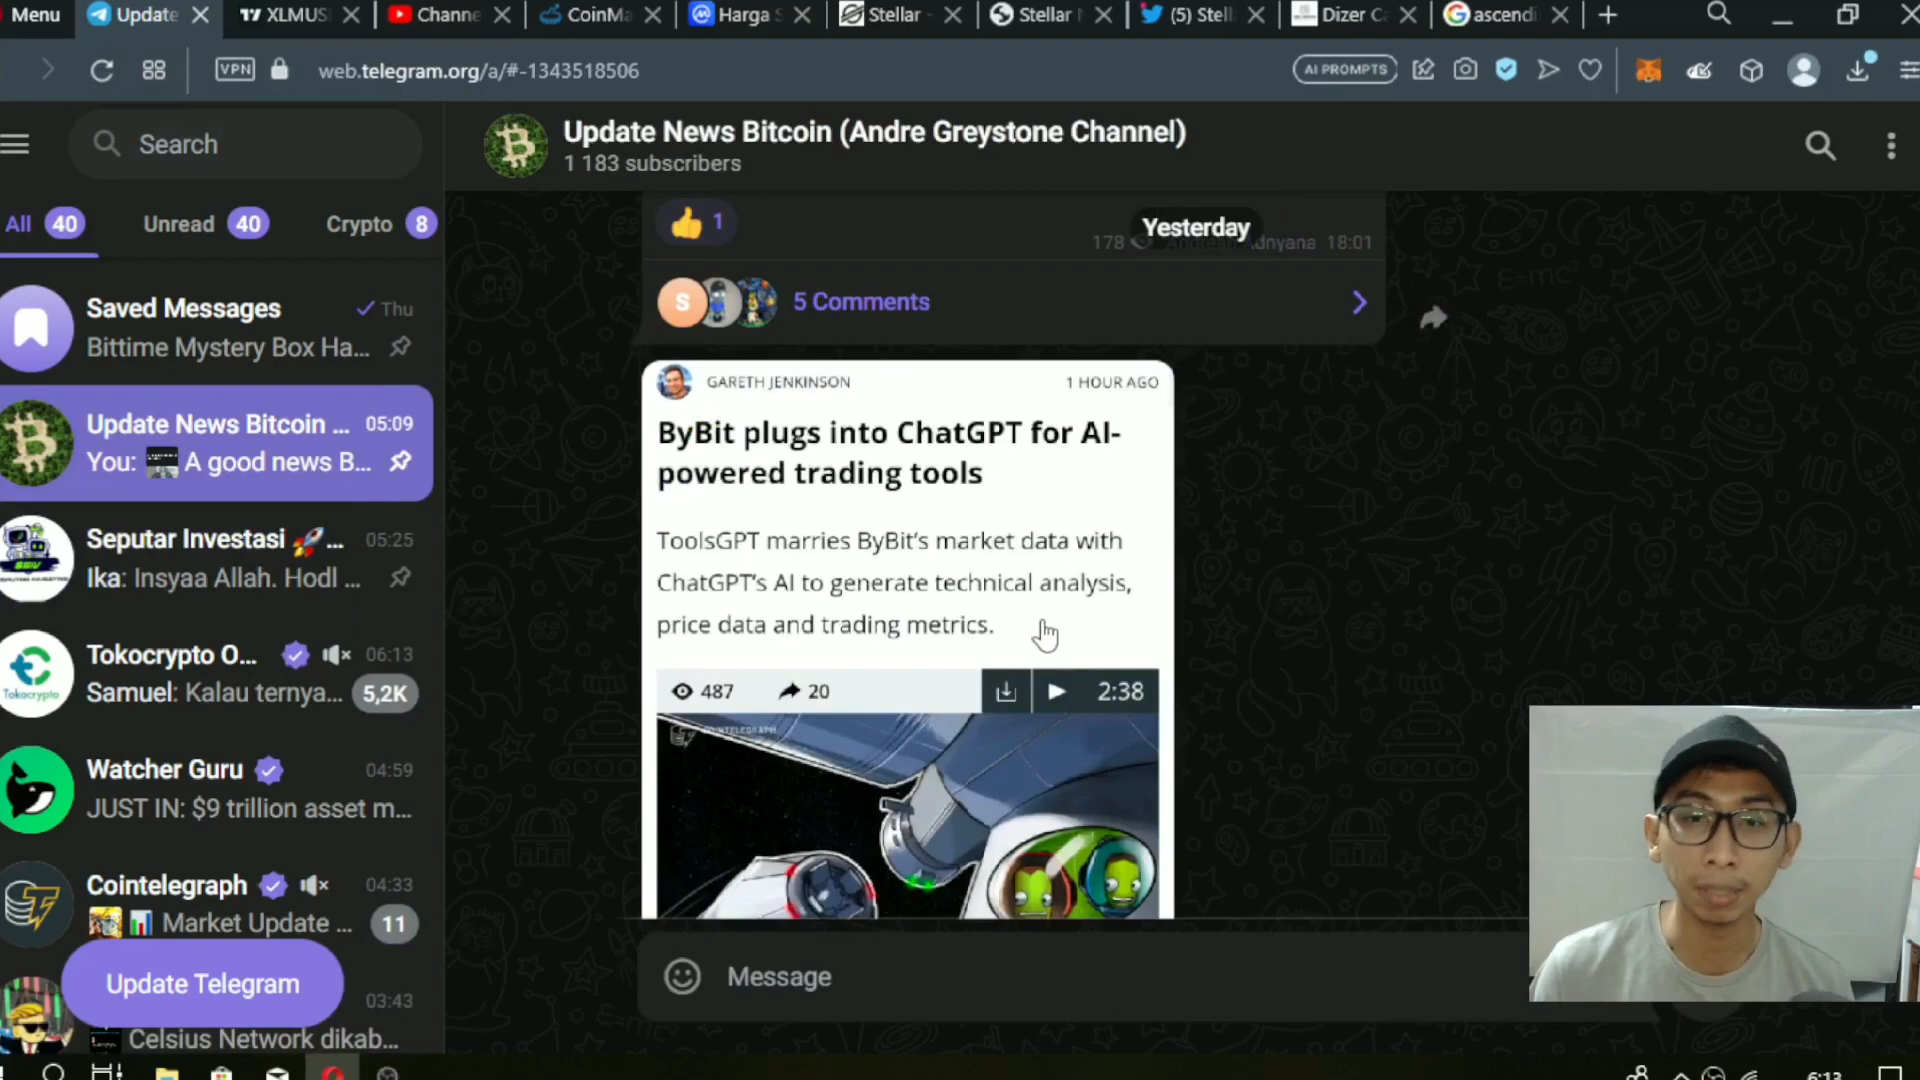 Menu
Update
XLMUS
Channe
CoinMa
Harga
Stellar
Stellar
(5) Stell
Dizer Ca
ascendi
VPN
web.telegram.org/a/#-1343518506
AI PROMPTS
Search
Update News Bitcoin (Andre Greystone Channel)
1 183 subscribers
All 40
Unread 40
Crypto 8
Saved Messages
Thu
Bittime Mystery Box Ha...
Update News Bitcoin ...
05:09
You: A good news B...
Seputar Investasi ...
05:25
Ika: Insyaa Allah. Hodl ...
Tokocrypto O...
06:13
Samuel: Kalau ternya...
5,2K
Tokocrypto
Watcher Guru
04:59
JUST IN: $9 trillion asset m...
Cointelegraph
04:33
Market Update ...
11
Update Telegram
03:43
Celsius Network dikab...
1
Yesterday
178
18:01
S
5 Comments
GARETH JENKINSON
1 HOUR AGO
ByBit plugs into ChatGPT for AI-
powered trading tools
ToolsGPT marries ByBit's market data with
ChatGPT's AI to generate technical analysis,
price data and trading metrics.
487
20
2:38
COINTELEGRAPH
Message
6:13